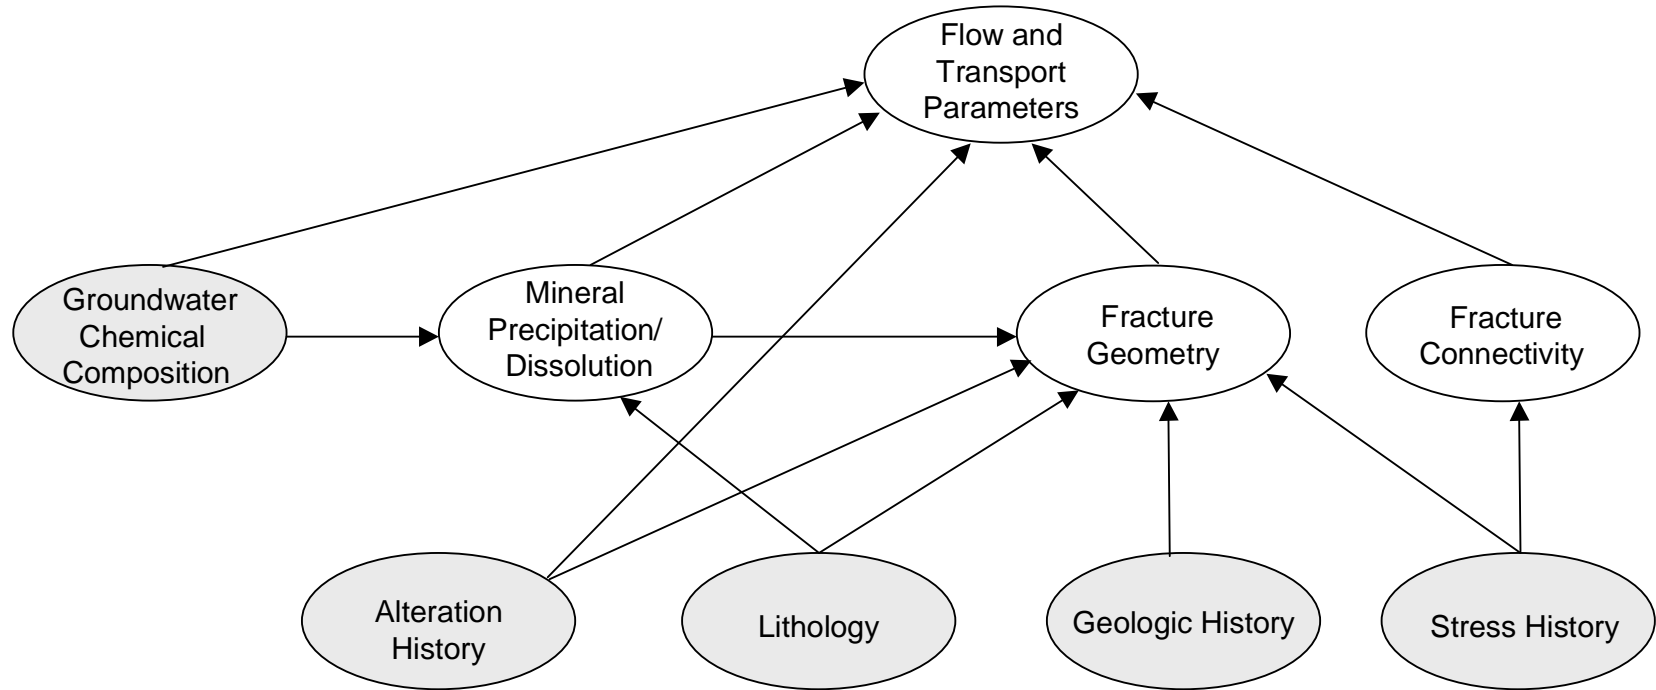 Flow and
Transport
Parameters
Groundwater
Chemical
Composition
Mineral
Precipitation/
Dissolution
Fracture
Geometry
Fracture
Connectivity
Alteration
History
Lithology
Geologic History
Stress History